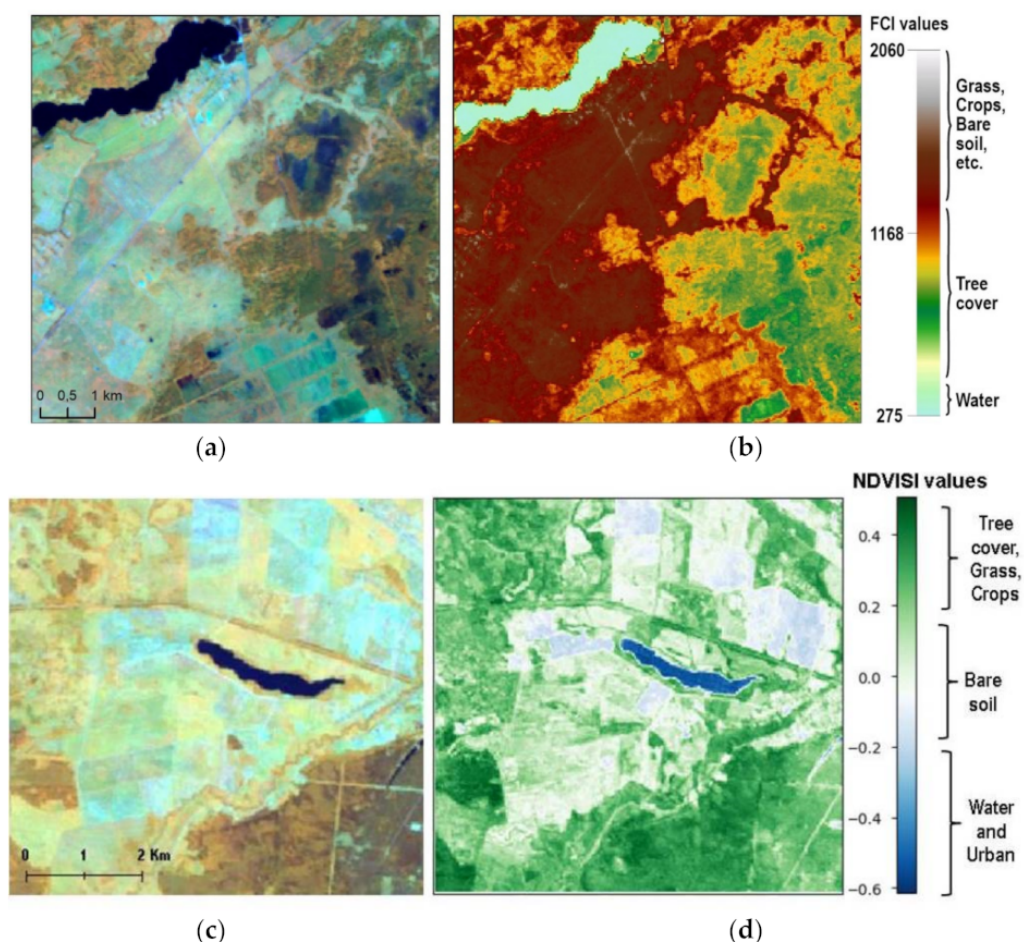 FCI values
2060
Grass,
Crops,
Bare
soil,
etc.
1168
Tree
cover
Water
275
0 0,5 1 km
(a)
(b)
NDVISI values
0.4
Tree
cover,
Grass,
Crops
0.2
0.0
Bare
soil
−0.2
−0.4
Water
and
Urban
−0.6
0 1 2 Km
(c)
(d)